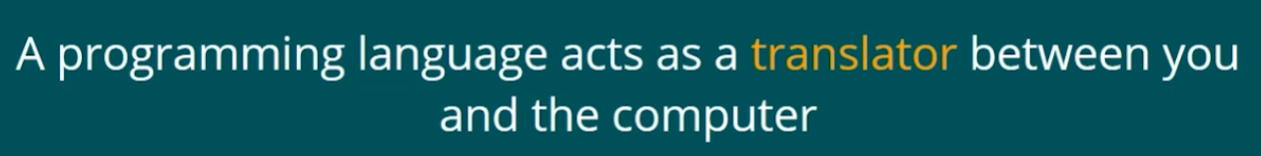 A programming language acts as a translator between you
and the computer